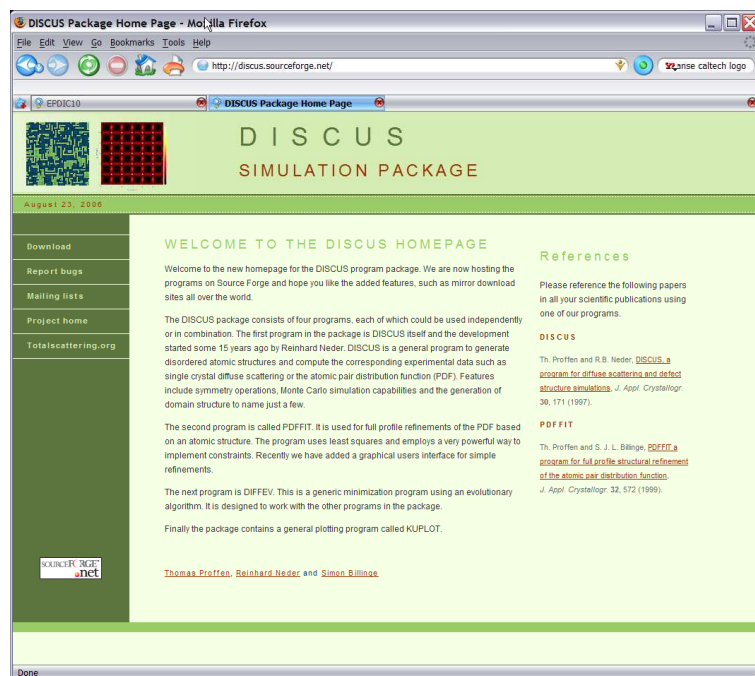 DISCUS Package Home Page - Mozilla Firefox
File Edit View Go Bookmarks Tools Help
http://discus.sourceforge.net/
anse caltech logo
EPDIC10
DISCUS Package Home Page
DISCUS
SIMULATION PACKAGE
August 23, 2006
Download
Report bugs
Mailing lists
Project home
Totalscattering.org
SOURCEFORGE
.net
WELCOME TO THE DISCUS HOMEPAGE
Welcome to the new homepage for the DISCUS program package. We are now hosting the
programs on Source Forge and hope you like the added features, such as mirror download
sites all over the world.
The DISCUS package consists of four programs, each of which could be used independently
or in combination. The first program in the package is DISCUS itself and the development
started some 15 years ago by Reinhard Neder. DISCUS is a general program to generate
disordered atomic structures and compute the corresponding experimental data such as
single crystal diffuse scattering or the atomic pair distribution function (PDF). Features
include symmetry operations, Monte Carlo simulation capabilities and the generation of
domain structure to name just a few.
The second program is called PDFFIT. It is used for full profile refinements of the PDF based
on an atomic structure. The program uses least squares and employs a very powerful way to
implement constraints. Recently we have added a graphical users interface for simple
refinements.
The next program is DIFFEV. This is a generic minimization program using an evolutionary
algorithm. It is designed to work with the other programs in the package.
Finally the package contains a general plotting program called KUPLOT.
Thomas Proffen, Reinhard Neder and Simon Billinge
References
Please reference the following papers
in all your scientific publications using
one of our programs.
DISCUS
Th. Proffen and R.B. Neder, DISCUS, a
program for diffuse scattering and defect
structure simulations, J. Appl. Crystallogr.
30, 171 (1997).
PDFFIT
Th. Proffen and S. J. L. Billinge, PDFFIT a
program for full profile structural refinement
of the atomic pair distribution function,
J. Appl. Crystallogr. 32, 572 (1999).
Done